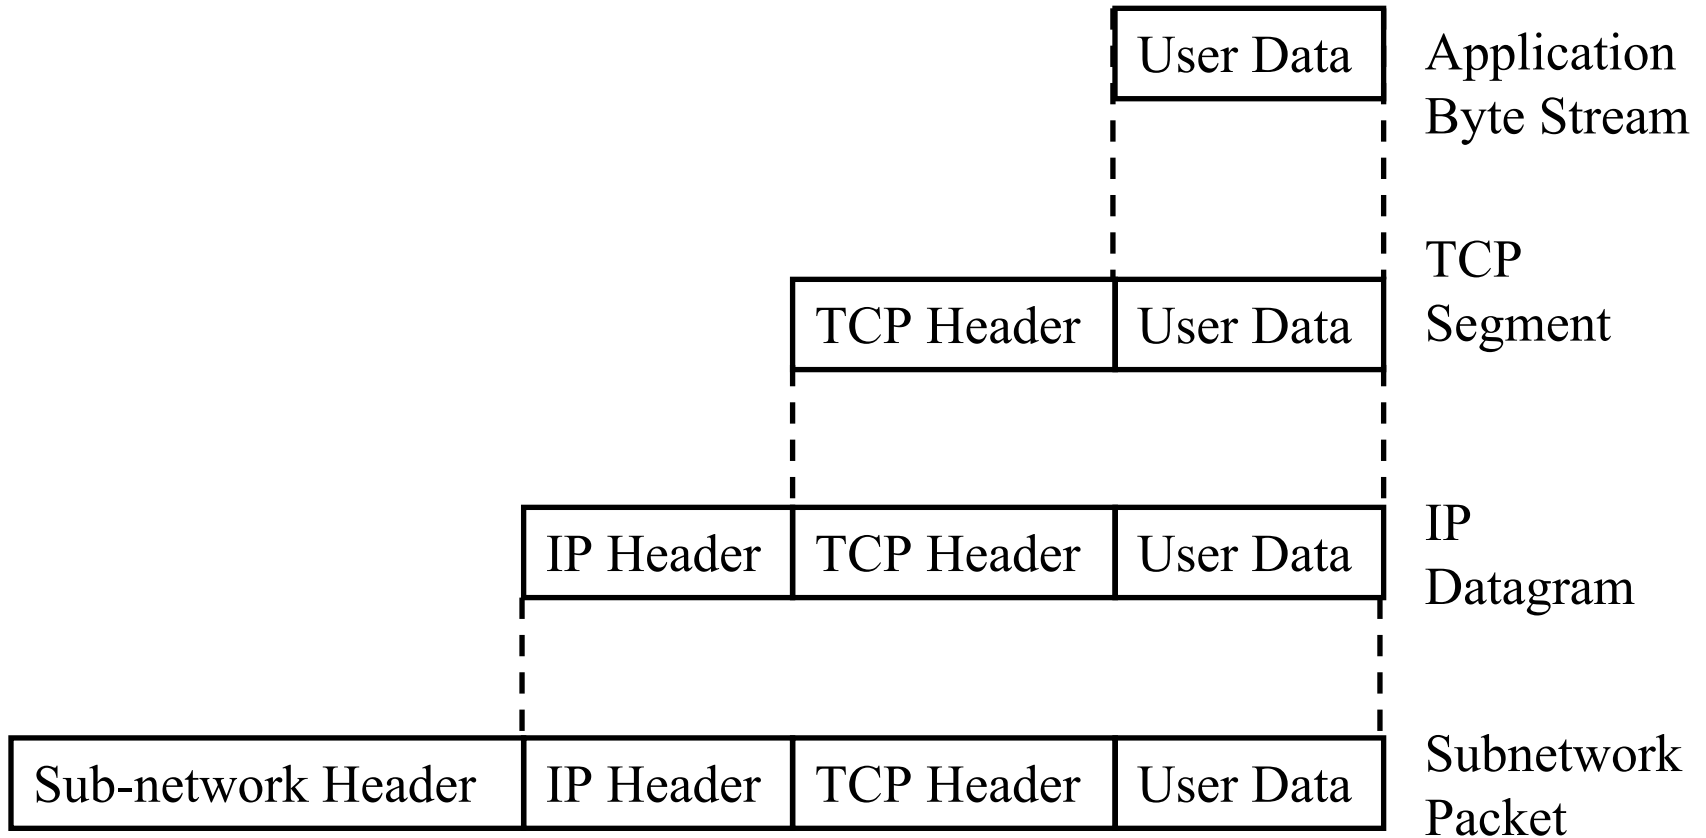 User Data
Application
Byte Stream
TCP
Segment
TCP Header
User Data
IP
Datagram
IP Header
TCP Header
User Data
Subnetwork
Packet
Sub-network Header
IP Header
TCP Header
User Data